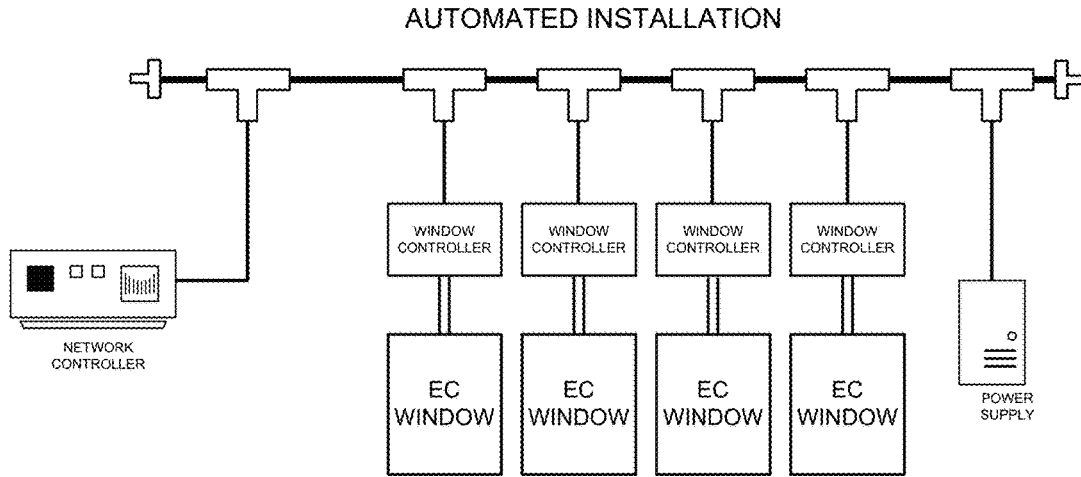 AUTOMATED INSTALLATION
WINDOW
CONTROLLER
WINDOW
CONTROLLER
WINDOW
CONTROLLER
WINDOW
CONTROLLER
NETWORK
CONTROLLER
EC
WINDOW
EC
WINDOW
EC
WINDOW
EC
WINDOW
POWER
SUPPLY